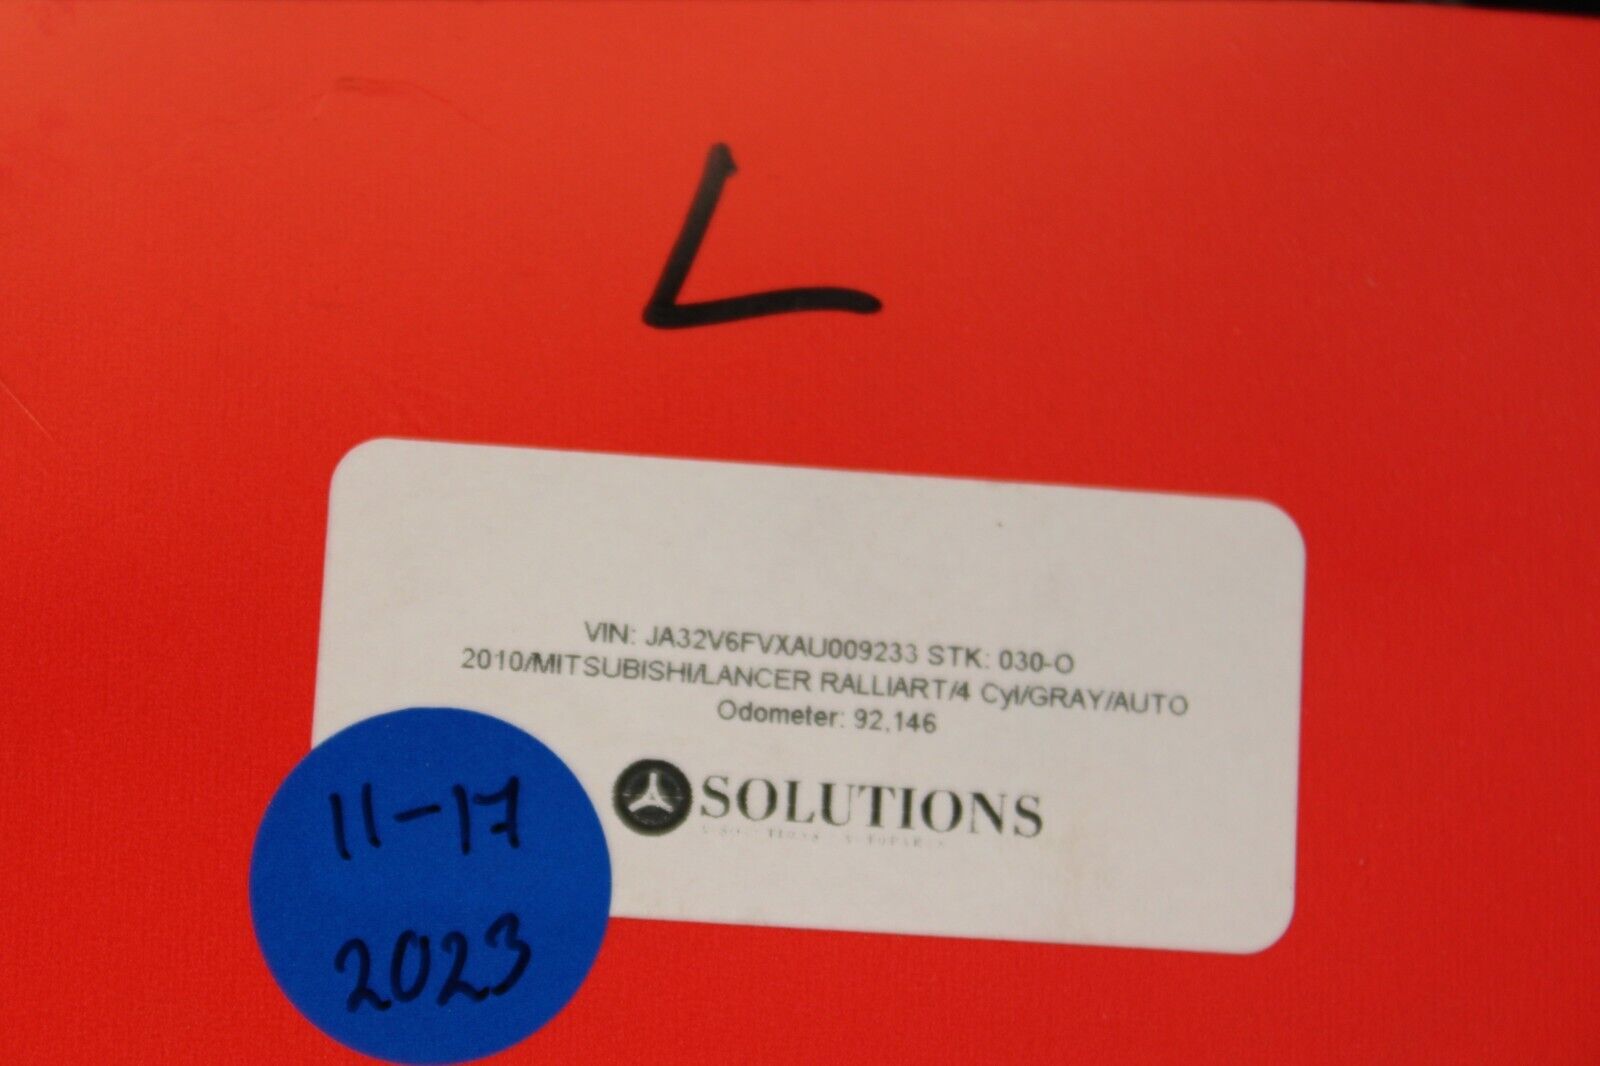 L
VIN: JA32V6FVXAU009233 STK: 030-O
2010/MITSUBISHI/LANCER RALLIART/4 Cyl/GRAY/AUTO
Odometer: 92,146
SOLUTIONS
11-17
2023